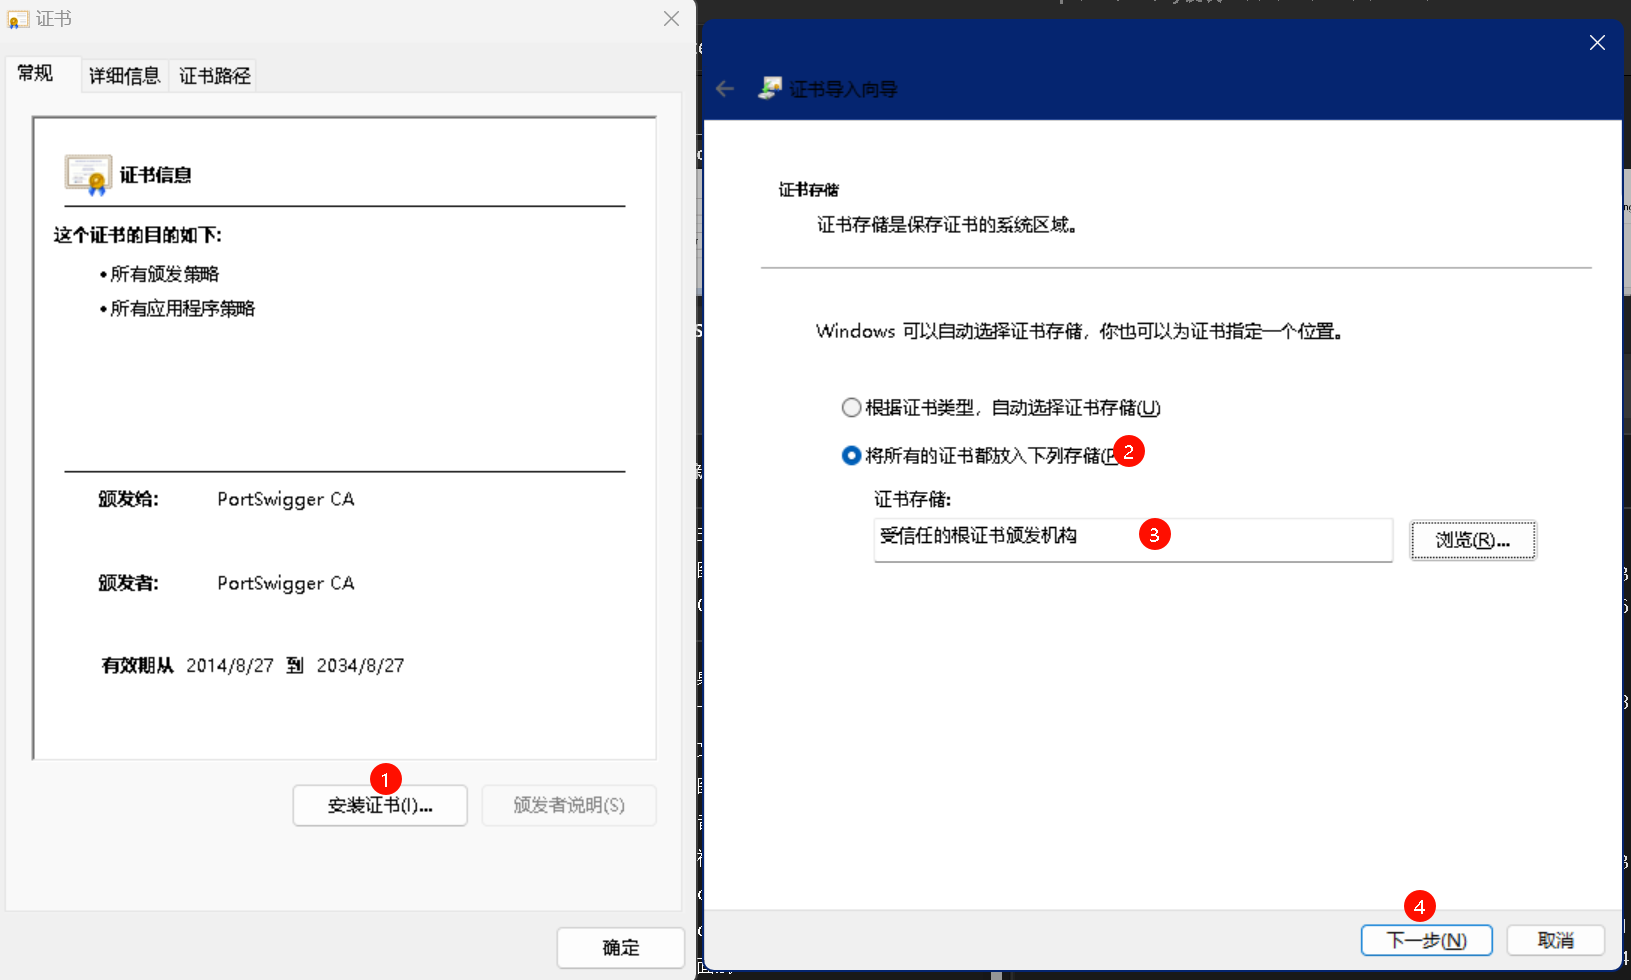 证书
常规
详细信息
证书路径
证书信息
这个证书的目的如下:
• 所有颁发策略
• 所有应用程序策略
颁发给: PortSwigger CA
颁发者: PortSwigger CA
有效期从 2014/8/27 到 2034/8/27
1
安装证书(I)...
颁发者说明(S)
确定
证书导入向导
证书存储
证书存储是保存证书的系统区域。
Windows 可以自动选择证书存储，你也可以为证书指定一个位置。
根据证书类型，自动选择证书存储(U)
将所有的证书都放入下列存储(P
2
证书存储:
受信任的根证书颁发机构
3
浏览(R)...
4
下一步(N)
取消